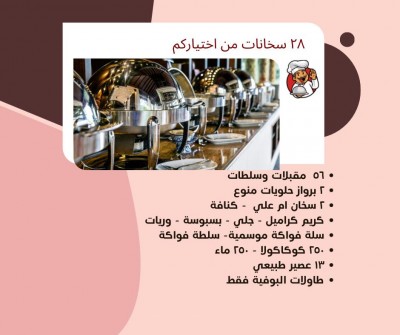 ٢٨ سخانات من اختياركم
٥٦ مقبلات وسلطات
٢ برواز حلويات منوع
٢ سخان ام علي - كنافة
كريم كراميل - جلي - بسبوسة - وربات
سلة فواكة موسمية- سلطة فواكة
٢٥٠ كوكاكولا - ٢٥٠ ماء
١٣ عصير طبيعي
طاولات البوفية فقط